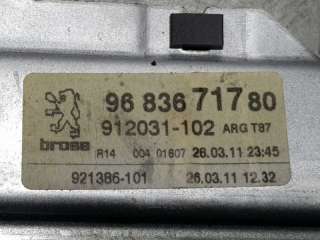 96 836 717 80
912031-102 ARG T87
brose
R14 004 01607 26.03.11 23:45
921386-101 26.03.11 12.32